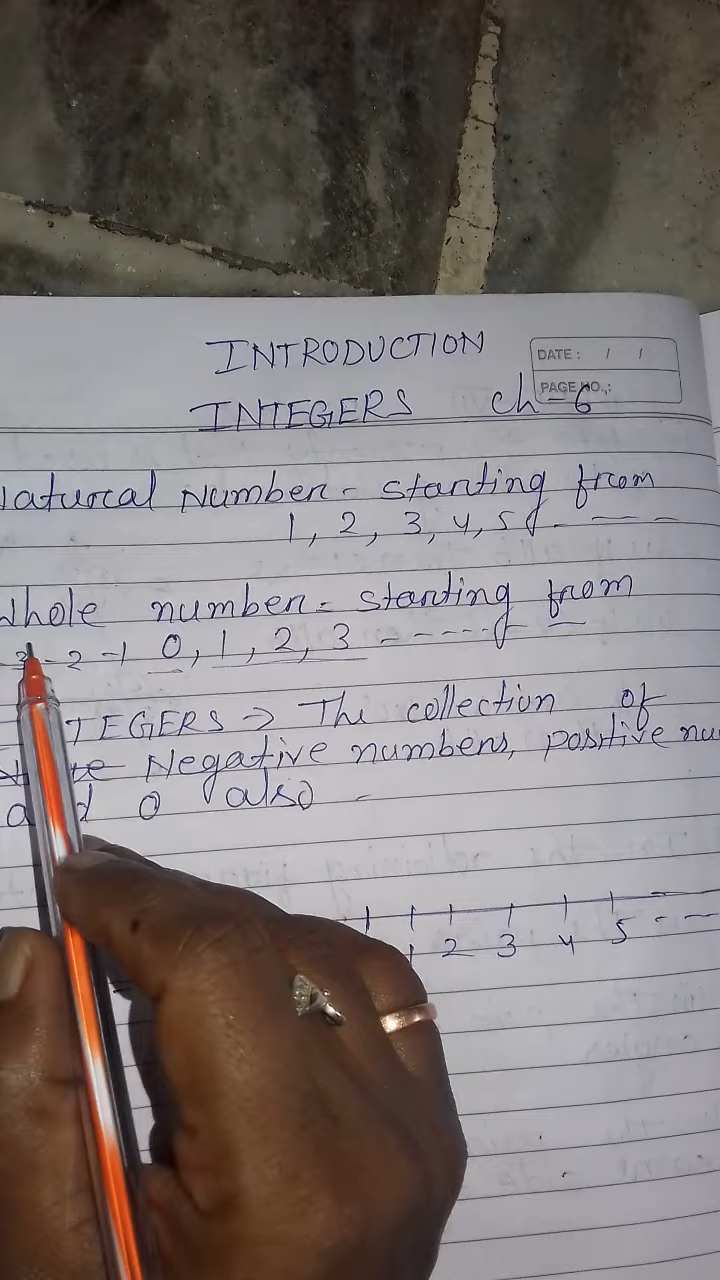 INTRODUCTION
DATE: / /
PAGE NO.:
INTEGERS ch-6
Natural Number - starting from
1, 2, 3, 4, 5, - - -
Whole number - starting from
3 -2 -1 0, 1, 2, 3 - - - - -
TEGERS → The collection of
Negative numbers, positive nu
a d 0 also -
1 2 3 4 5 - - -